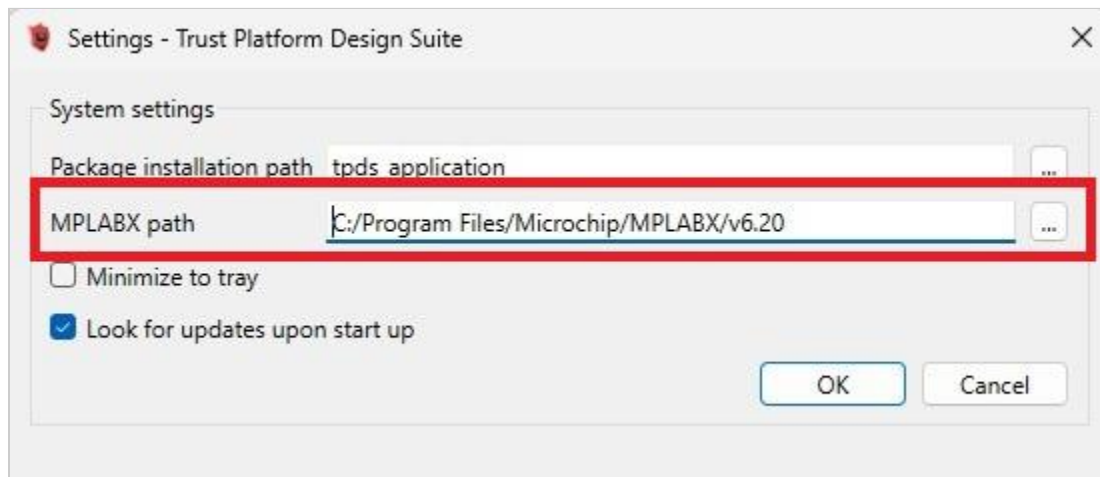 Settings - Trust Platform Design Suite
System settings
Package installation path tpds_application ...
MPLABX path C:/Program Files/Microchip/MPLABX/v6.20 ...
Minimize to tray
Look for updates upon start up
OK Cancel